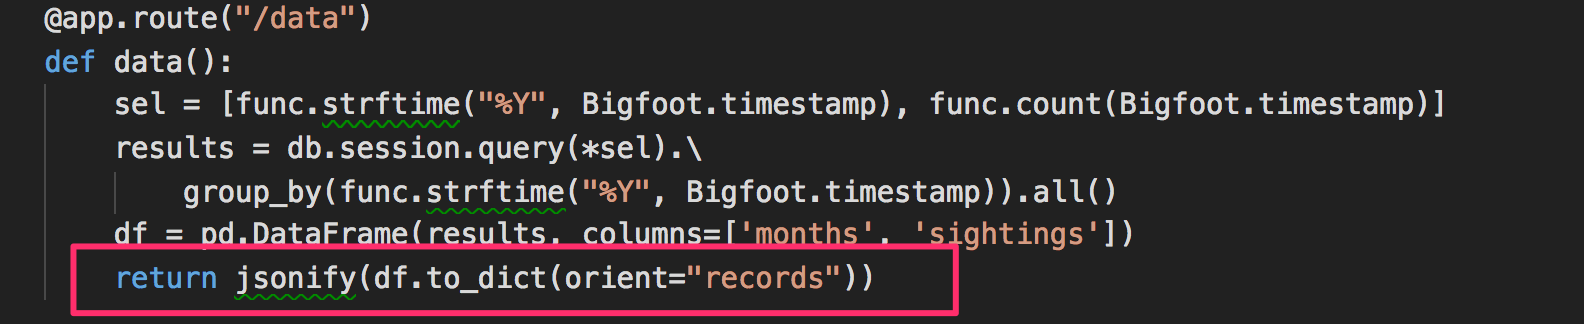 @app.route("/data")
def data():
    sel = [func.strftime("%Y", Bigfoot.timestamp), func.count(Bigfoot.timestamp)]
    results = db.session.query(*sel).\
        group_by(func.strftime("%Y", Bigfoot.timestamp)).all()
    df = pd.DataFrame(results, columns=['months', 'sightings'])
    return jsonify(df.to_dict(orient="records"))